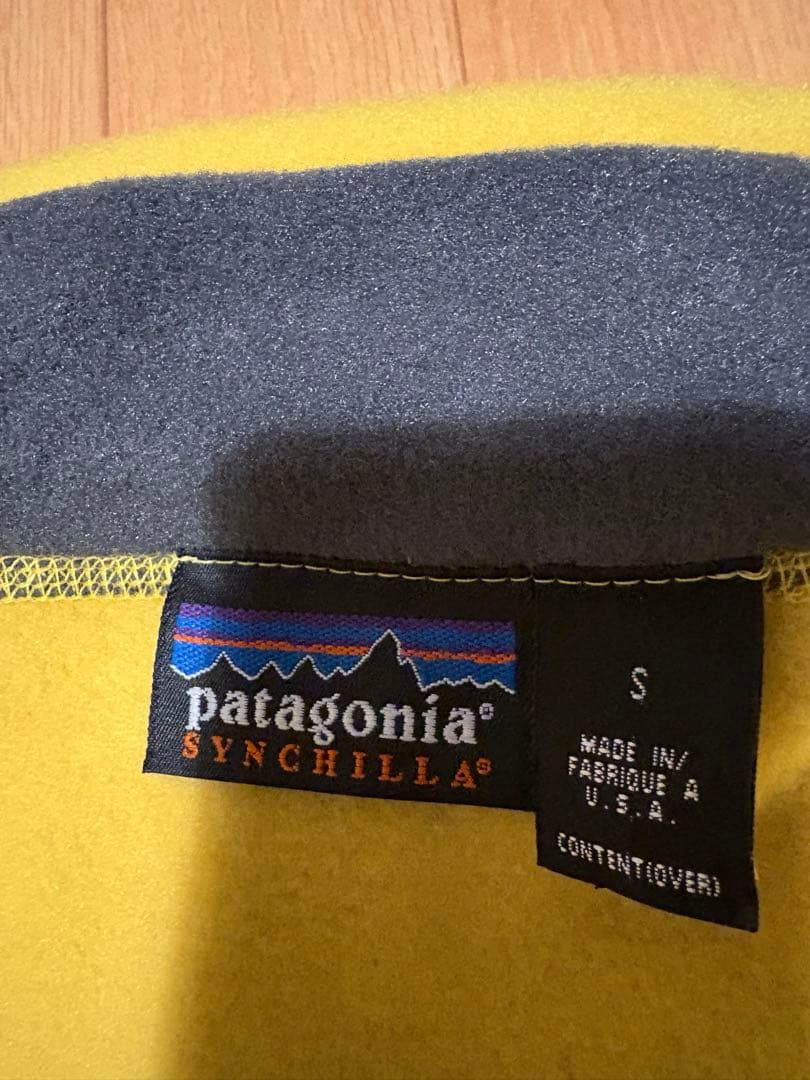 patagonia®
SYNCHILLA®
S
MADE IN/
FABRIQUE A
U.S.A.
CONTENT(OVER)